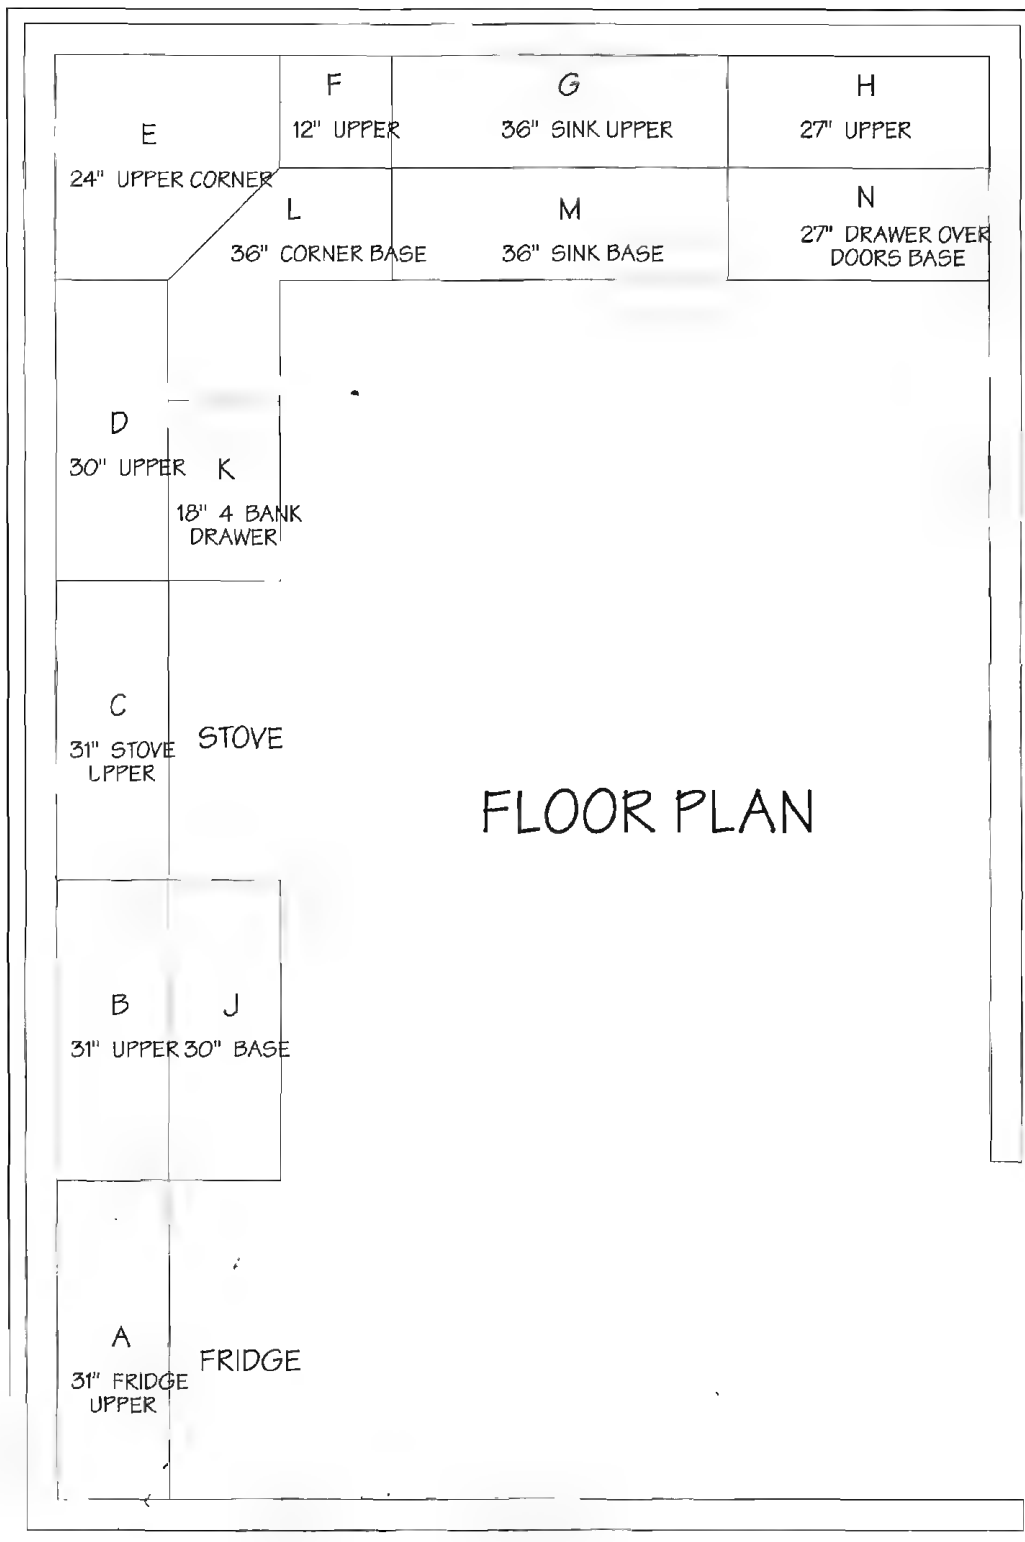 E
24" UPPER CORNER
F
12" UPPER
G
36" SINK UPPER
H
27" UPPER
L
36" CORNER BASE
M
36" SINK BASE
N
27" DRAWER OVER
DOORS BASE
D
30" UPPER
K
18" 4 BANK
DRAWER
C
31" STOVE
UPPER
STOVE
FLOOR PLAN
B
31" UPPER
J
30" BASE
A
31" FRIDGE
UPPER
FRIDGE